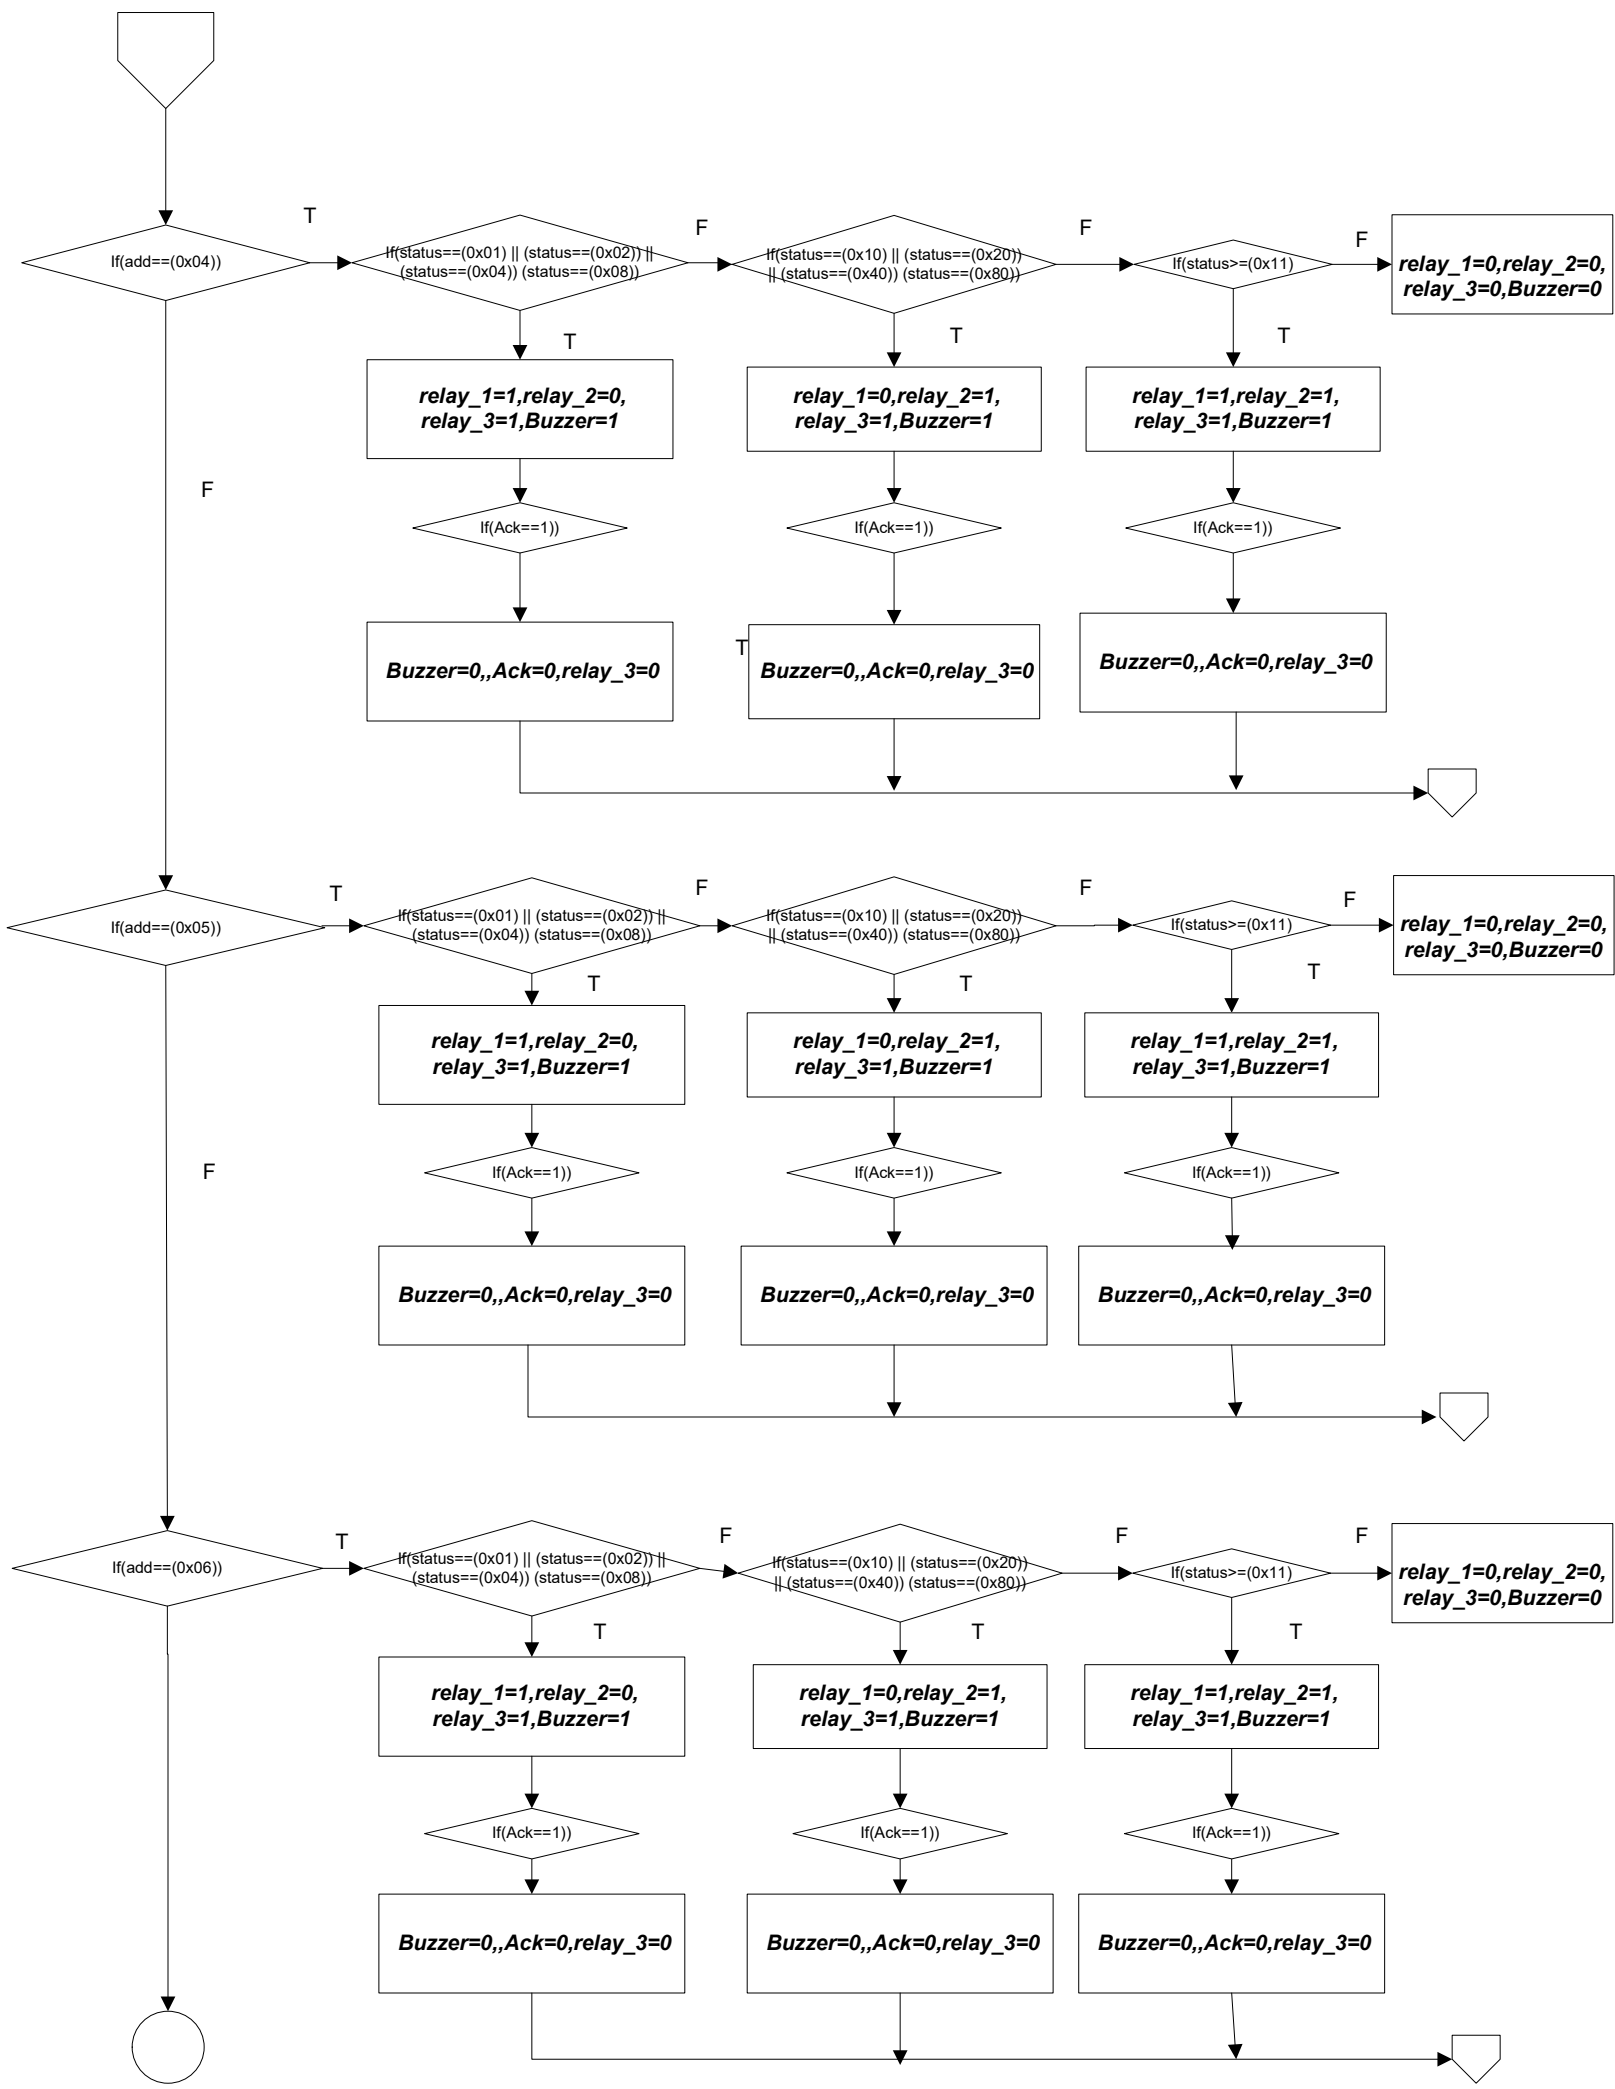 T
If(add==(0x04))
If(status==(0x01) || (status==(0x02)) ||
(status==(0x04)) (status==(0x08))
F
If(status==(0x10) || (status==(0x20))
|| (status==(0x40)) (status==(0x80))
F
If(status>=(0x11)
F
relay_1=0,relay_2=0,
relay_3=0,Buzzer=0
T
T
T
relay_1=1,relay_2=0,
relay_3=1,Buzzer=1
relay_1=0,relay_2=1,
relay_3=1,Buzzer=1
relay_1=1,relay_2=1,
relay_3=1,Buzzer=1
F
If(Ack==1))
If(Ack==1))
If(Ack==1))
Buzzer=0,,Ack=0,relay_3=0
T
Buzzer=0,,Ack=0,relay_3=0
Buzzer=0,,Ack=0,relay_3=0
If(add==(0x05))
T
If(status==(0x01) || (status==(0x02)) ||
(status==(0x04)) (status==(0x08))
F
If(status==(0x10) || (status==(0x20))
|| (status==(0x40)) (status==(0x80))
F
If(status>=(0x11)
F
relay_1=0,relay_2=0,
relay_3=0,Buzzer=0
T
T
T
relay_1=1,relay_2=0,
relay_3=1,Buzzer=1
relay_1=0,relay_2=1,
relay_3=1,Buzzer=1
relay_1=1,relay_2=1,
relay_3=1,Buzzer=1
F
If(Ack==1))
If(Ack==1))
If(Ack==1))
Buzzer=0,,Ack=0,relay_3=0
Buzzer=0,,Ack=0,relay_3=0
Buzzer=0,,Ack=0,relay_3=0
If(add==(0x06))
T
If(status==(0x01) || (status==(0x02)) ||
(status==(0x04)) (status==(0x08))
F
If(status==(0x10) || (status==(0x20))
|| (status==(0x40)) (status==(0x80))
F
If(status>=(0x11)
F
relay_1=0,relay_2=0,
relay_3=0,Buzzer=0
T
T
T
relay_1=1,relay_2=0,
relay_3=1,Buzzer=1
relay_1=0,relay_2=1,
relay_3=1,Buzzer=1
relay_1=1,relay_2=1,
relay_3=1,Buzzer=1
If(Ack==1))
If(Ack==1))
If(Ack==1))
Buzzer=0,,Ack=0,relay_3=0
Buzzer=0,,Ack=0,relay_3=0
Buzzer=0,,Ack=0,relay_3=0